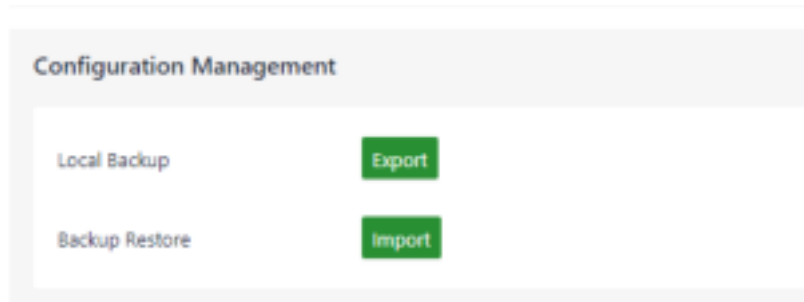 Configuration Management
Local Backup Export
Backup Restore Import